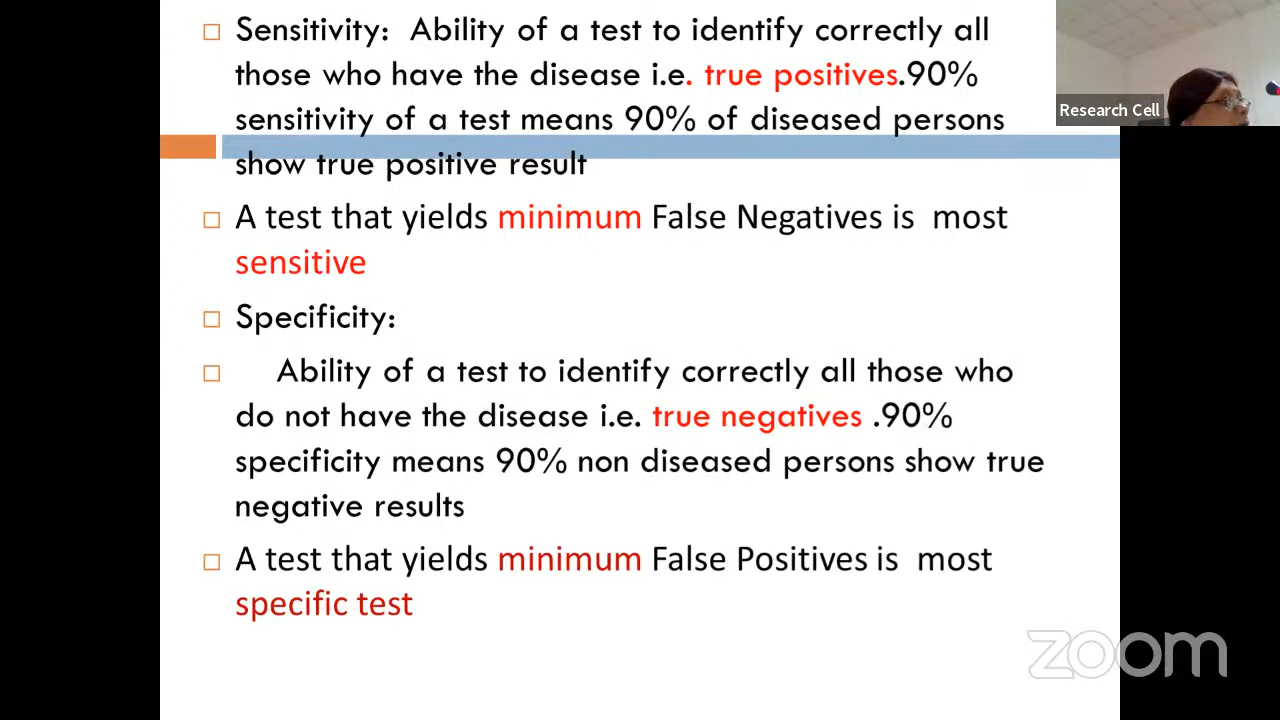 Sensitivity: Ability of a test to identify correctly all
those who have the disease i.e. true positives.90%
sensitivity of a test means 90% of diseased persons
show true positive result
A test that yields minimum False Negatives is most
sensitive
Specificity:
Ability of a test to identify correctly all those who
do not have the disease i.e. true negatives .90%
specificity means 90% non diseased persons show true
negative results
A test that yields minimum False Positives is most
specific test
Research Cell
zoom